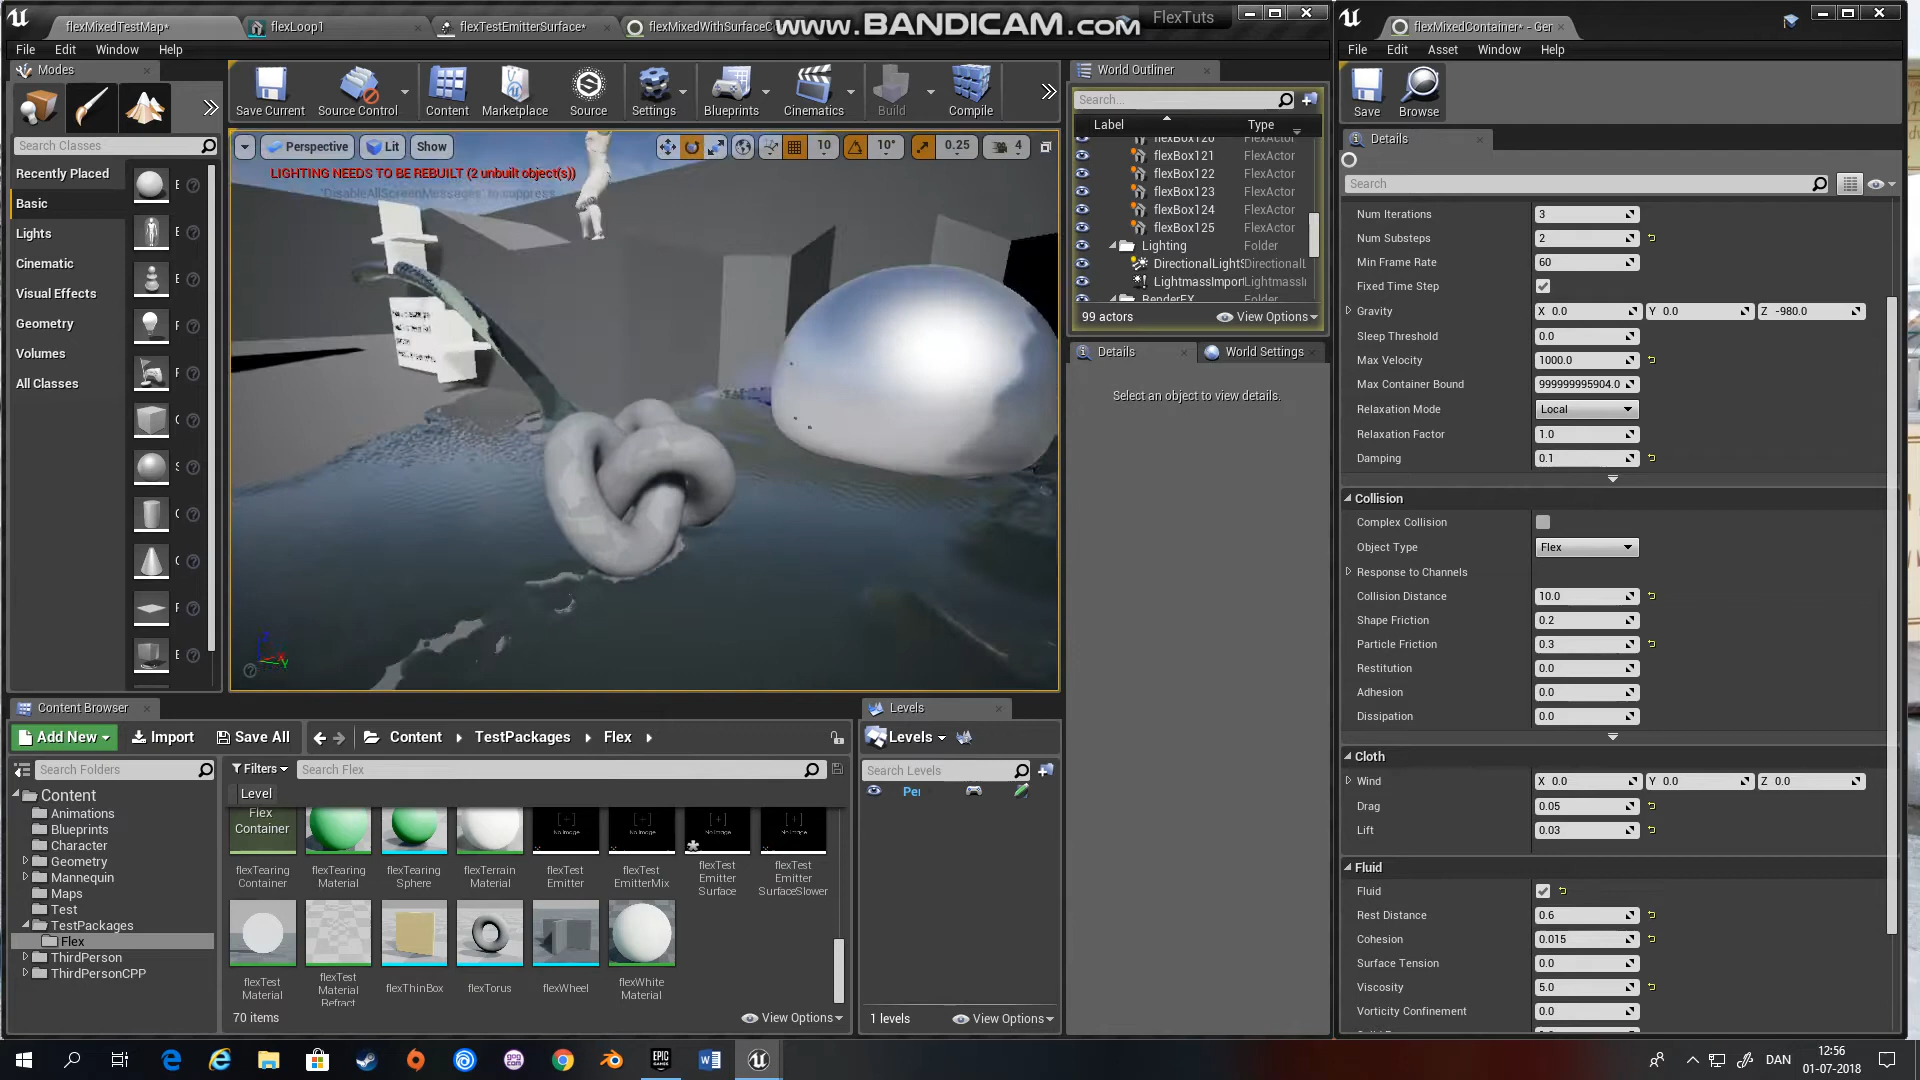 flexMixedTestMap*
flexLoop1
flexTestEmitterSurface*
flexMixedWithSurfaceC
www.BANDICAM.com
FlexTuts
flexMixedContainer* - Ger
File Edit Window Help
File Edit Asset Window Help
Modes
Search Classes
Recently Placed
Basic
Lights
Cinematic
Visual Effects
Geometry
Volumes
All Classes
Save Current
Source Control
Content
Marketplace
Source
Settings
Blueprints
Cinematics
Build
Compile
Perspective
Lit
Show
10
10°
0.25
4
LIGHTING NEEDS TO BE REBUILT (2 unbuilt object(s))
'DisableAllScreenMessages' to suppress
World Outliner
Search...
Label Type
flexBox120 FlexActor
flexBox121 FlexActor
flexBox122 FlexActor
flexBox123 FlexActor
flexBox124 FlexActor
flexBox125 FlexActor
Lighting Folder
DirectionalLightS DirectionalL
LightmassImpor LightmassI
RenderFX Folder
99 actors
View Options
Details
World Settings
Select an object to view details.
Save
Browse
Details
Search
Num Iterations 3
Num Substeps 2
Min Frame Rate 60
Fixed Time Step
Gravity X 0.0 Y 0.0 Z -980.0
Sleep Threshold 0.0
Max Velocity 1000.0
Max Container Bound 999999995904.0
Relaxation Mode Local
Relaxation Factor 1.0
Damping 0.1
Collision
Complex Collision
Object Type Flex
Response to Channels
Collision Distance 10.0
Shape Friction 0.2
Particle Friction 0.3
Restitution 0.0
Adhesion 0.0
Dissipation 0.0
Cloth
Wind X 0.0 Y 0.0 Z 0.0
Drag 0.05
Lift 0.03
Fluid
Fluid
Rest Distance 0.6
Cohesion 0.015
Surface Tension 0.0
Viscosity 5.0
Vorticity Confinement 0.0
Content Browser
Add New
Import
Save All
Content
TestPackages
Flex
Search Folders
Filters
Search Flex
Level
Content
Animations
Blueprints
Character
Geometry
Mannequin
Maps
Test
TestPackages
Flex
ThirdPerson
ThirdPersonCPP
Flex
Container
No Image
No Image
No Image
No Image
flexTearing
Container
flexTearing
Material
flexTearing
Sphere
flexTerrain
Material
flexTest
Emitter
flexTest
EmitterMix
flexTest
Emitter
Surface
flexTest
Emitter
SurfaceSlower
flexTest
Material
flexTest
Material
Refract
flexThinBox
flexTorus
flexWheel
flexWhite
Material
70 items
View Options
Levels
Levels
Search Levels
Per
1 levels
View Options
DAN
12:56
01-07-2018